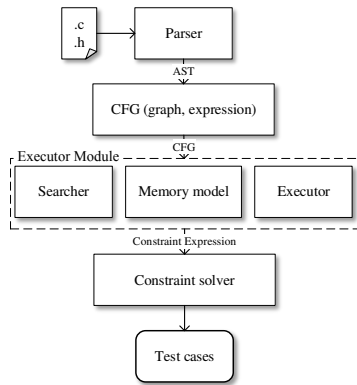 .c
.h
Parser
AST
CFG (graph, expression)
CFG
Executor Module
Searcher
Memory model
Executor
Constraint Expression
Constraint solver
Test cases